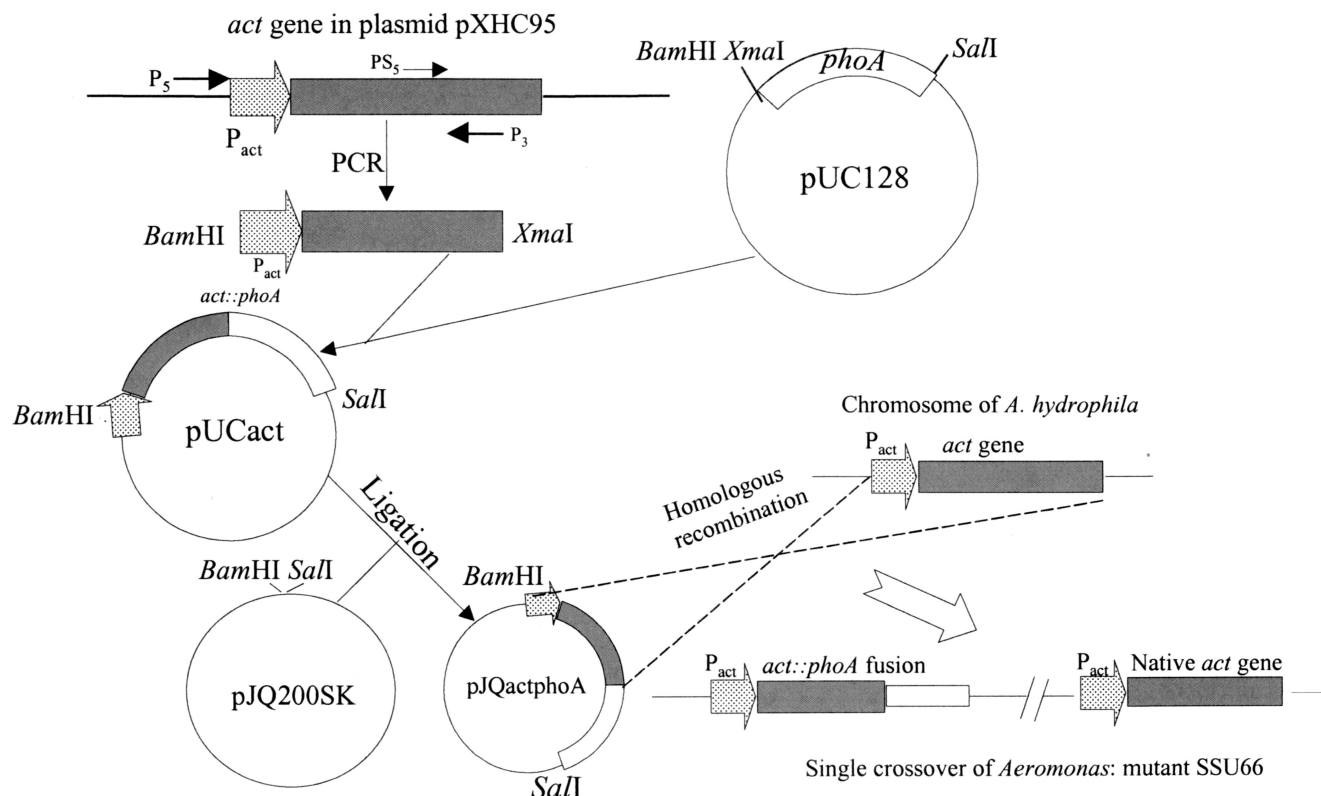 act gene in plasmid pXHC95
P5
PS5
Pact
P3
PCR
BamHI XmaI
phoA
SalI
pUC128
BamHI
Pact
XmaI
act::phoA
BamHI
SalI
pUCact
Ligation
BamHI SalI
pJQ200SK
BamHI
pJQactphoA
SalI
Homologous
recombination
Chromosome of A. hydrophila
Pact
act gene
Pact
act::phoA fusion
Pact
Native act gene
Single crossover of Aeromonas: mutant SSU66